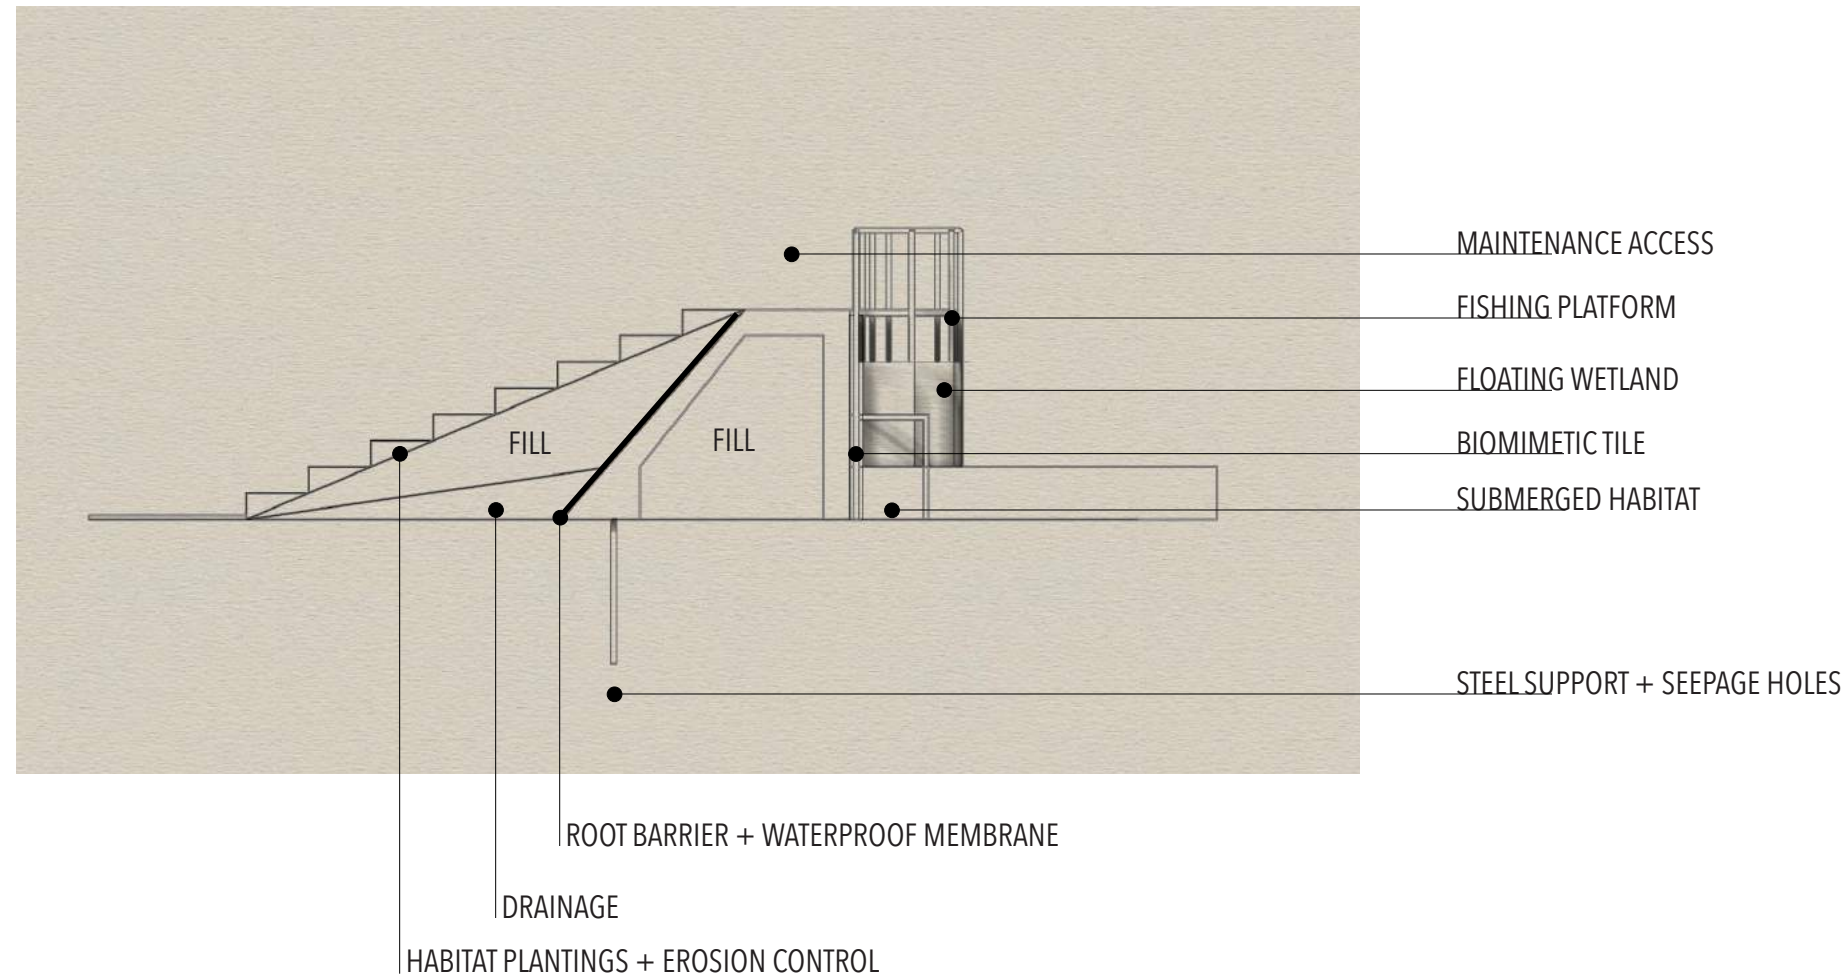 MAINTENANCE ACCESS
FISHING PLATFORM
FLOATING WETLAND
FILL
FILL
BIOMIMETIC TILE
SUBMERGED HABITAT
STEEL SUPPORT + SEEPAGE HOLES
ROOT BARRIER + WATERPROOF MEMBRANE
DRAINAGE
HABITAT PLANTINGS + EROSION CONTROL